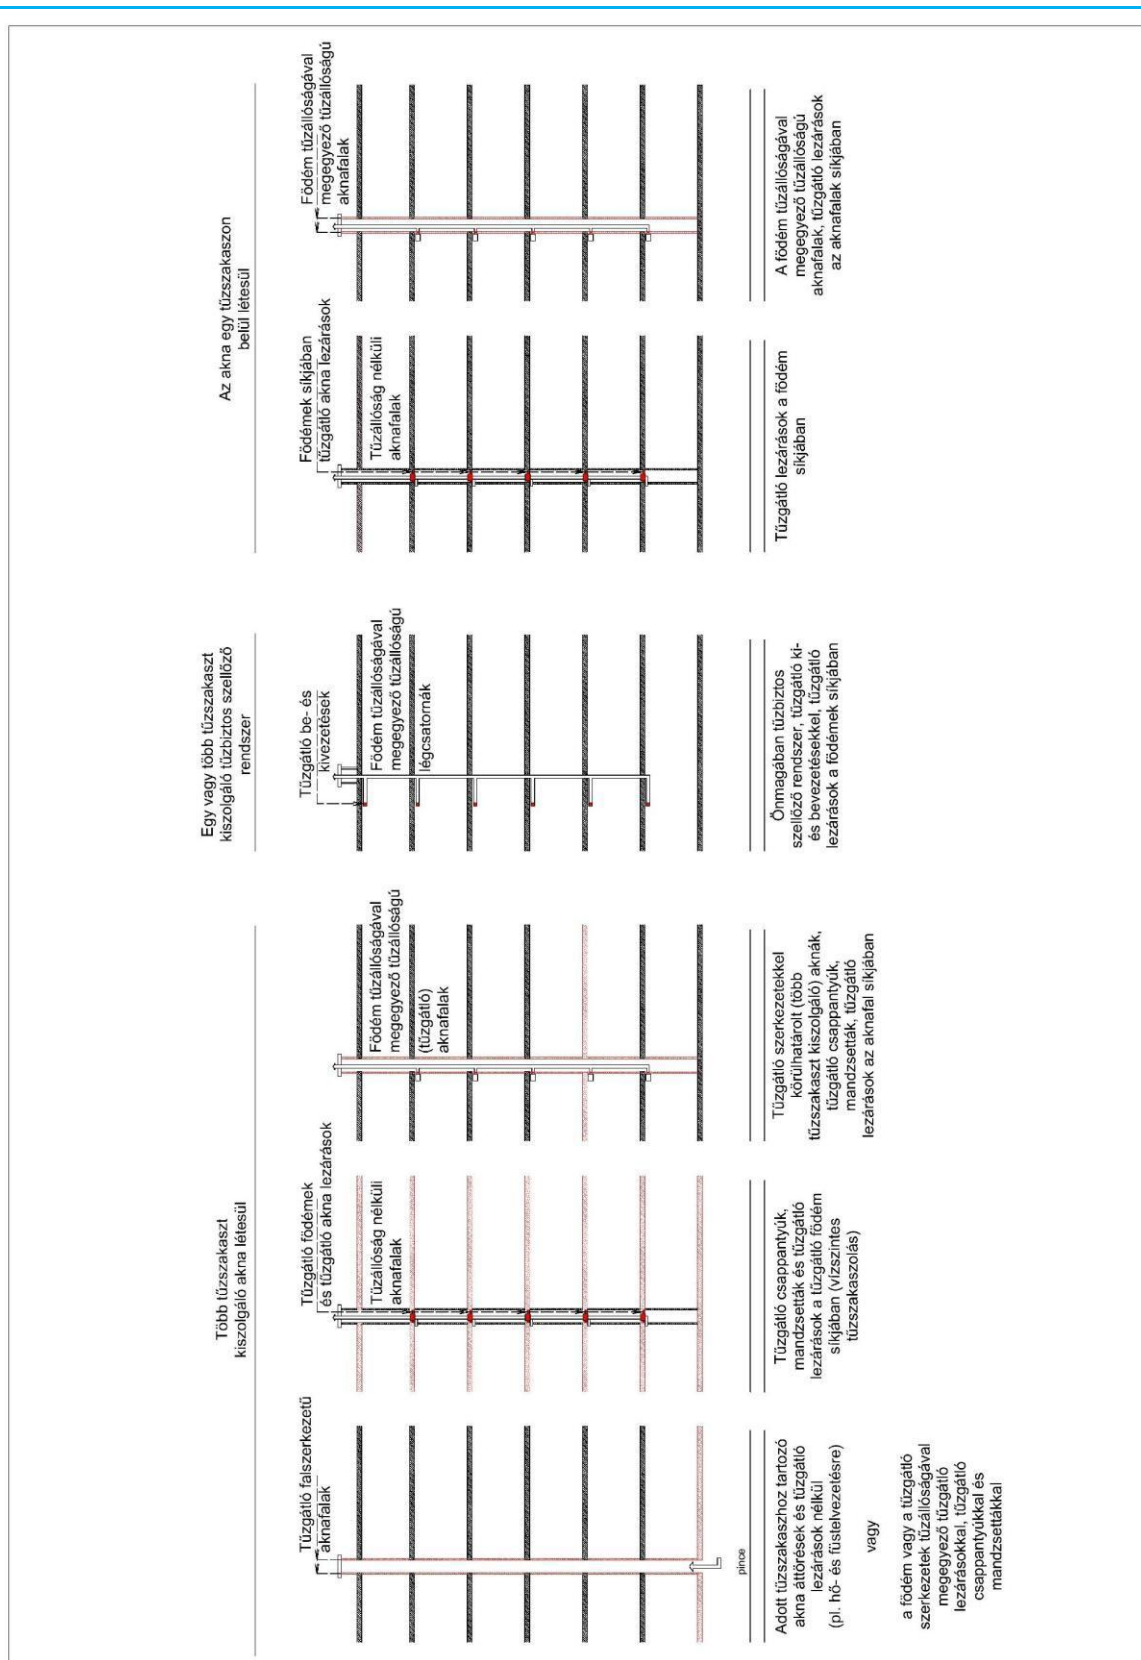 Több tűzszakaszt
kiszolgáló akna létesül
Egy vagy több tűzszakaszt
kiszolgáló tűzbiztos szellőző
rendszer
Az akna egy tűzszakaszon
belül létesül
Tűzgátló falszerkezetű
aknafalak
Tűzgátló födémek
és tűzgátló akna lezárások
Tűzállóság nélküli
aknafalak
Födém tűzállóságával
megegyező tűzállóságú
(tűzgátló)
aknafalak
Tűzgátló be- és
kivezetések
Födém tűzállóságával
megegyező tűzállóságú
légcsatornák
Födémek síkjában
tűzgátló akna lezárások
Tűzállóság nélküli
aknafalak
Födém tűzállóságával
megegyező tűzállóságú
aknafalak
pince
Adott tűzszakaszhoz tartozó
akna áttörések és tűzgátló
lezárások nélkül
(pl. hő- és füstelvezetésre)
vagy
a födém vagy a tűzgátló
szerkezetek tűzállóságával
megegyező tűzgátló
lezárásokkal, tűzgátló
csappantyúkkal és
mandzsettákkal
Tűzgátló csappantyúk,
mandzsetták és tűzgátló
lezárások a tűzgátló födém
síkjában (vízszintes
tűzszakaszolás)
Tűzgátló szerkezetekkel
körülhatárolt (több
tűzszakaszt kiszolgáló) aknák,
tűzgátló csappantyúk,
mandzsetták, tűzgátló
lezárások az aknafal síkjában
Önmagában tűzbiztos
szellőző rendszer, tűzgátló ki-
és bevezetésekkel, tűzgátló
lezárások a födémek síkjában
Tűzgátló lezárások a födém
síkjában
A födém tűzállóságával
megegyező tűzállóságú
aknafalak, tűzgátló lezárások
az aknafalak síkjában